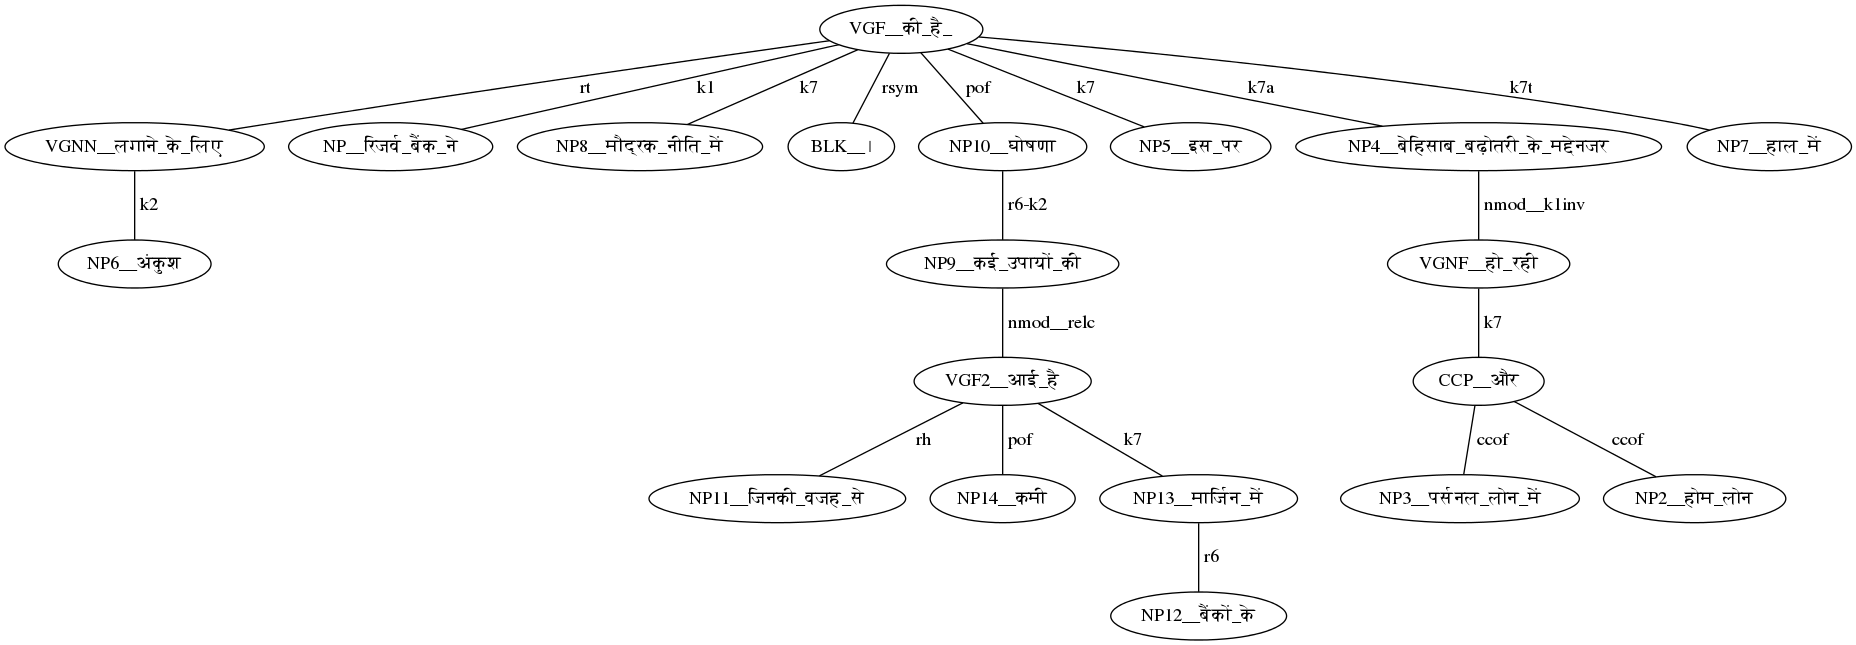 VGF__की_है_
rt k1 k7 rsym pof k7 k7a k7t
VGNN__लगाने_के_लिए NP__रिजर्व_बैंक_ने NP8__मौद्रक_नीति_में BLK__। NP10__घोषणा NP5__इस_पर NP4__बेहिसाब_बढ़ोतरी_के_मद्देनजर NP7__हाल_में
k2 r6-k2 nmod__k1inv
NP6__अंकुश NP9__कई_उपायों_की VGNF__हो_रही
nmod__relc k7
VGF2__आई_है CCP__और
rh pof k7 ccof ccof
NP11__जिनकी_वजह_से NP14__कमी NP13__मार्जिन_में NP3__पर्सनल_लोन_में NP2__होम_लोन
r6
NP12__बैंकों_के